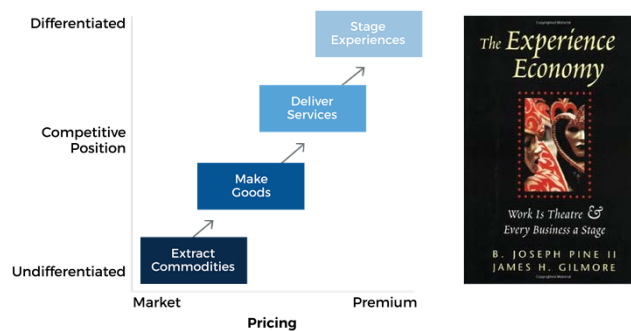 Differentiated
Competitive
Position
Undifferentiated
Stage
Experiences
Deliver
Services
Make
Goods
Extract
Commodities
Market
Premium
Pricing
The Experience
Economy
Work Is Theatre &
Every Business a Stage
B. JOSEPH PINE II
JAMES H. GILMORE